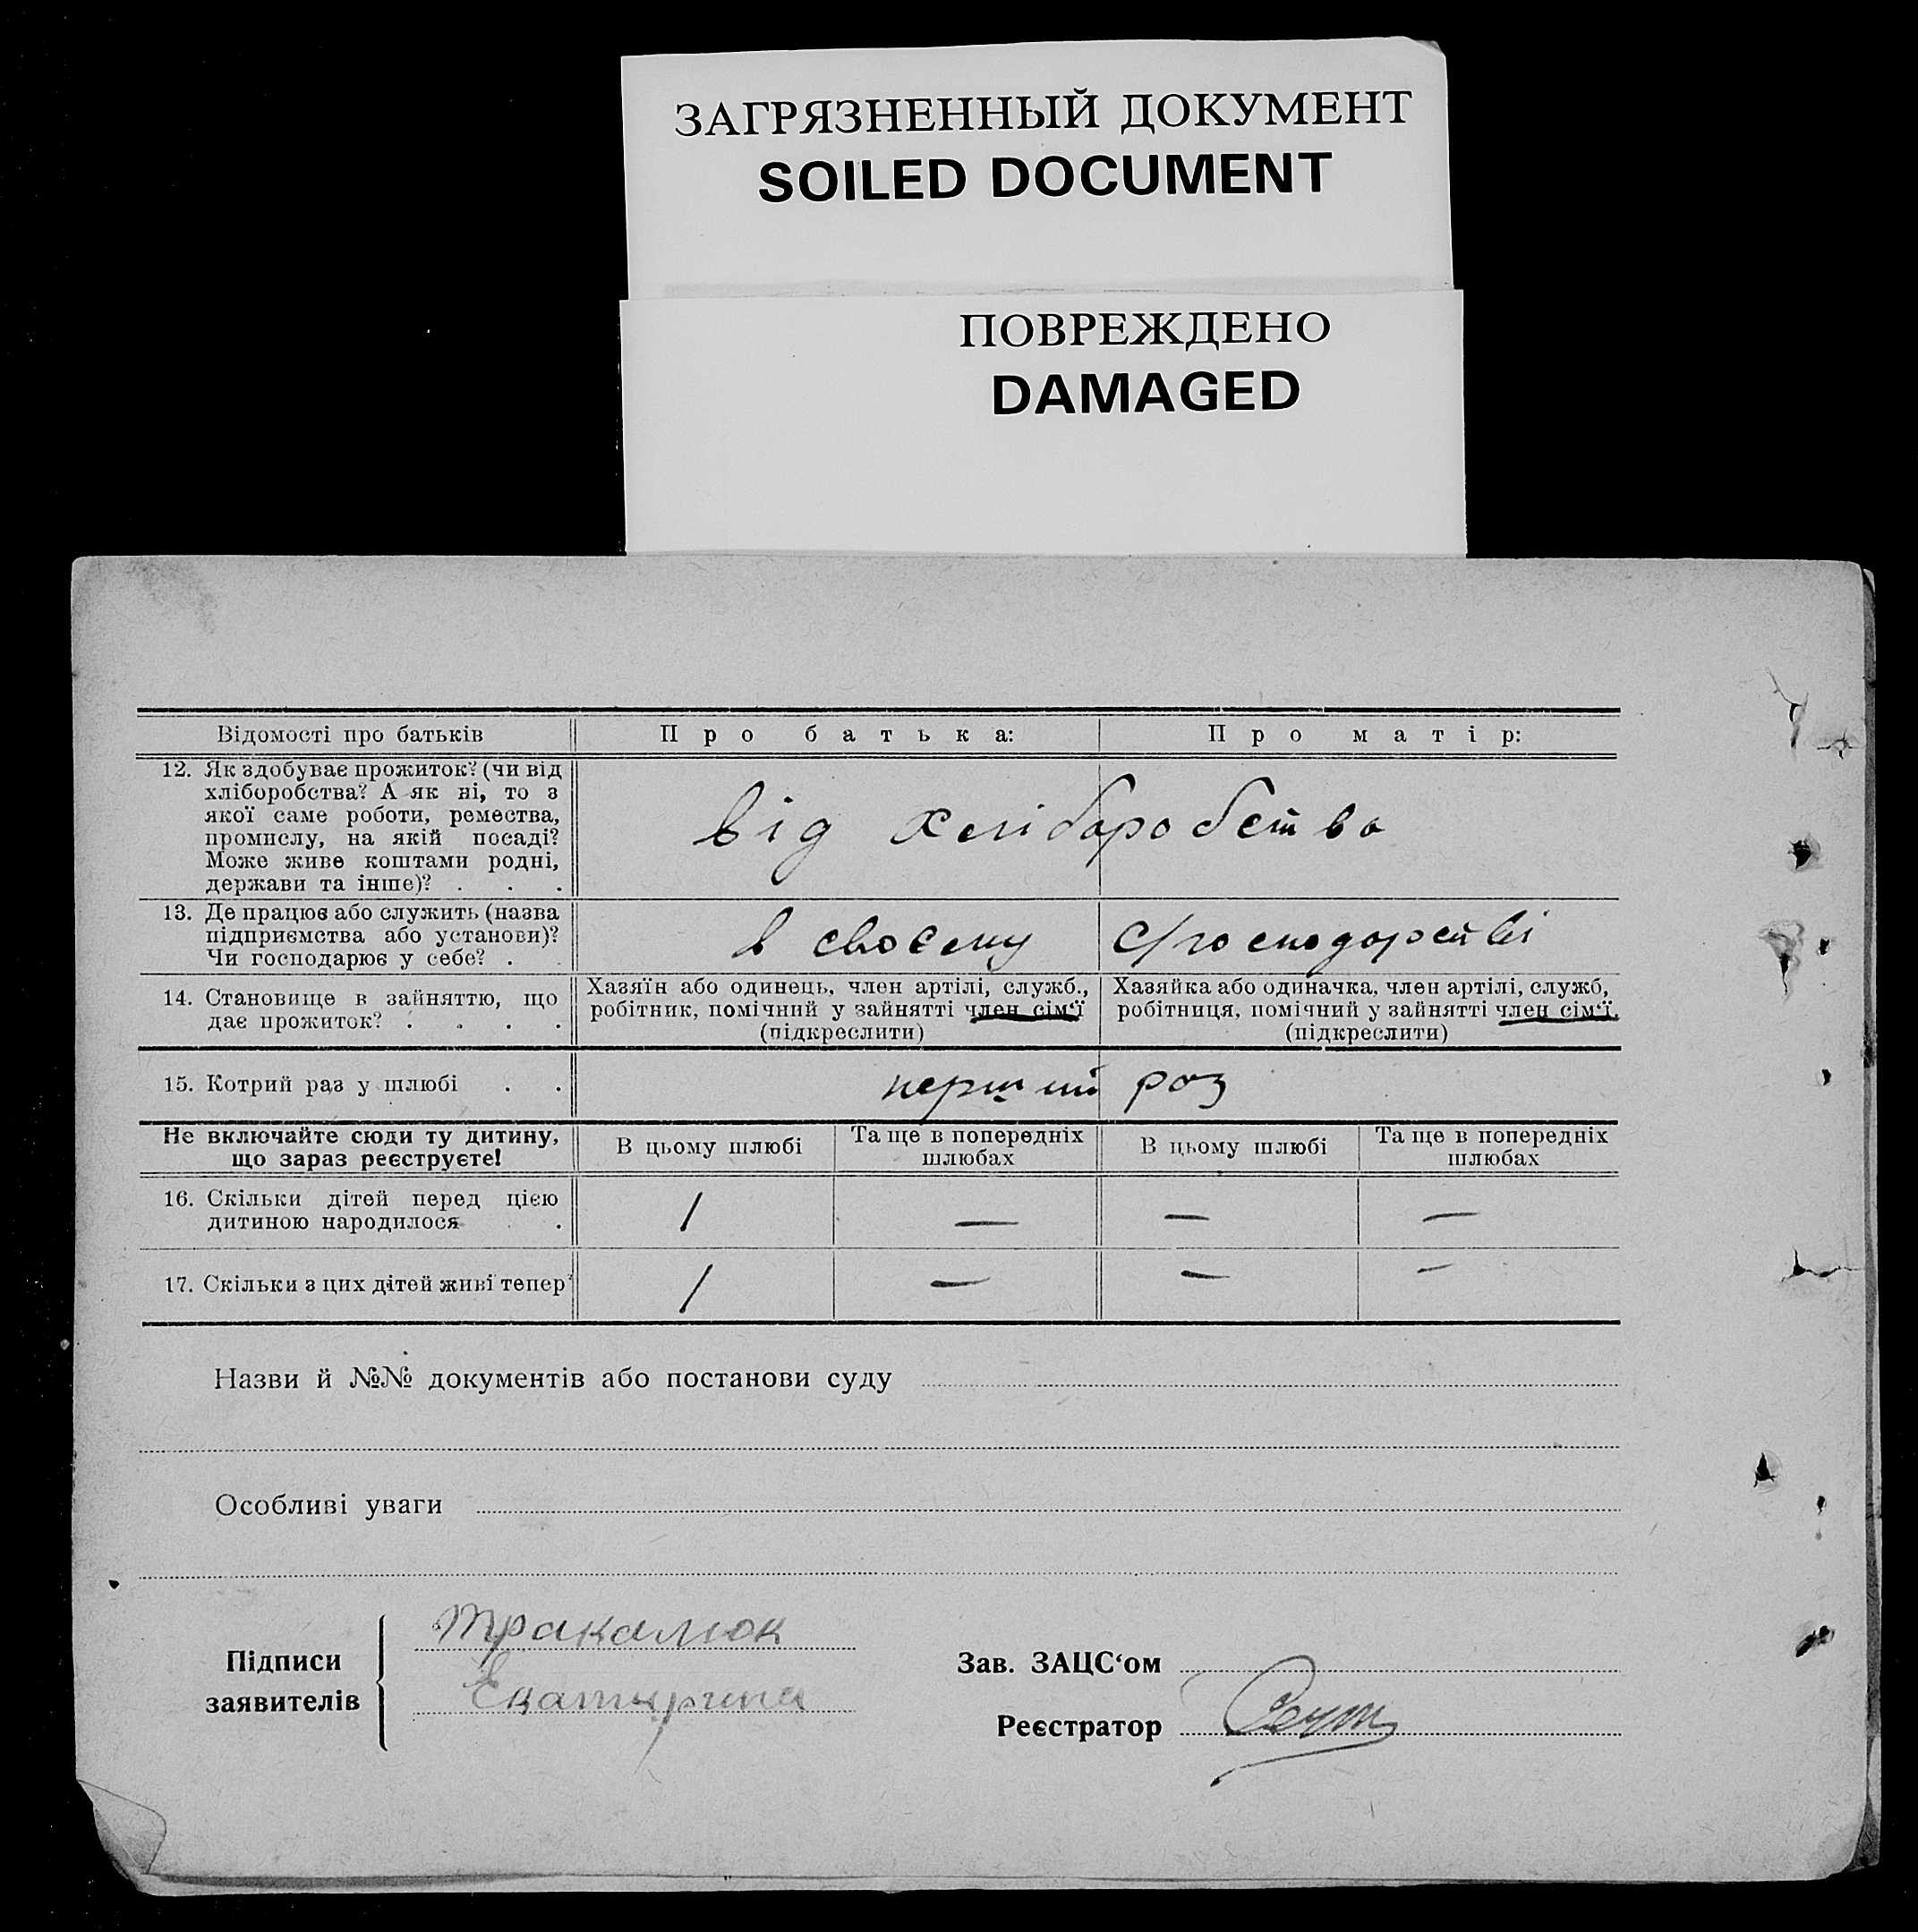 ЗАГРЯЗНЕННЫЙ ДОКУМЕНТ
SOILED DOCUMENT
ПОВРЕЖДЕНО
DAMAGED
Відомості про батьків
Про батька:
Про матір:
12. Як здобуває прожиток? (чи від
хліборобства? А як ні, то з
якої саме роботи, ремества,
промислу, на якій посаді?
Може живе коштами родні,
держави та інше)? . . .
від хліборобства
13. Де працює або служить (назва
підприємства або установи)?
Чи господарює у себе? .
в своєму с/господарстві
14. Становище в зайняттю, що
дає прожиток? . . . .
Хазяїн або одинець, член артілі, служб.,
робітник, помічний у зайнятті член сім‘ї
(підкреслити)
Хазяйка або одиначка, член артілі, служб,
робітниця, помічний у зайнятті член сім‘ї.
(підкреслити)
15. Котрий раз у шлюбі . .
перший раз
Не включайте сюди ту дитину,
що зараз реєструєте!
В цьому шлюбі
Та ще в попередніх
шлюбах
В цьому шлюбі
Та ще в попередніх
шлюбах
16. Скільки дітей перед цією
дитиною народилося .
1 — — —
17. Скільки з цих дітей живі тепер?
1 — — —
Назви й №№ документів або постанови суду
Особливі уваги
Підписи
заявителів
Тракалюк
Екатирина
Зав. ЗАЦС‘ом
Реєстратор